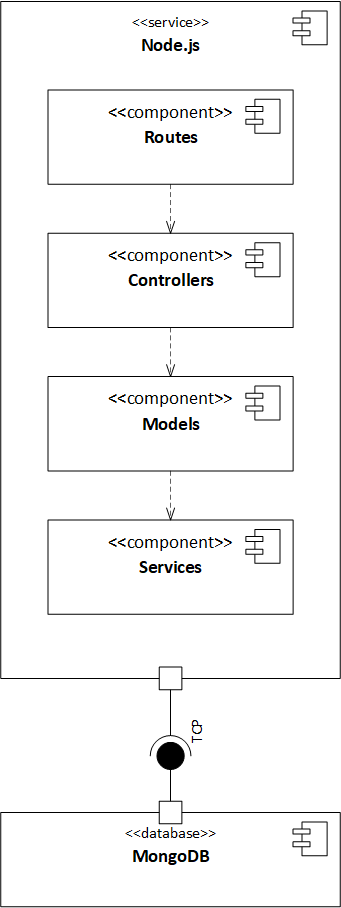 <<service>>
Node.js
<<component>>
Routes
<<component>>
Controllers
<<component>>
Models
<<component>>
Services
TCP
<<database>>
MongoDB